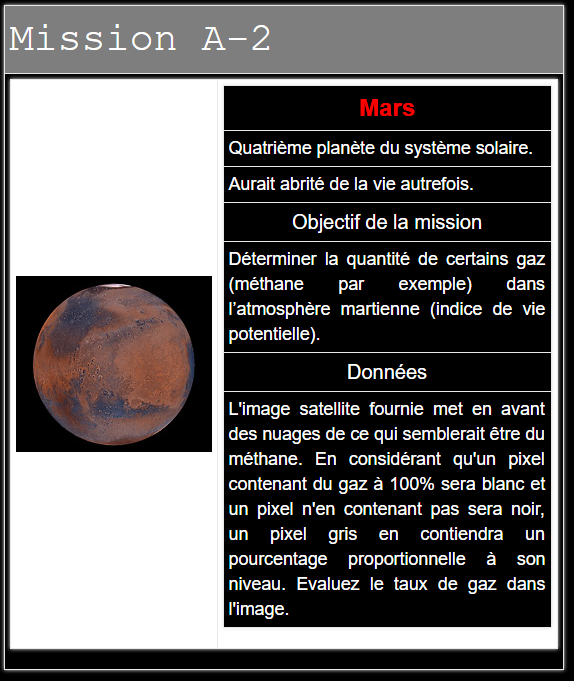 Mission A-2
Mars
Quatrième planète du système solaire.
Aurait abrité de la vie autrefois.
Objectif de la mission
Déterminer la quantité de certains gaz
(méthane par exemple) dans
l’atmosphère martienne (indice de vie
potentielle).
Données
L'image satellite fournie met en avant
des nuages de ce qui semblerait être du
méthane. En considérant qu'un pixel
contenant du gaz à 100% sera blanc et
un pixel n'en contenant pas sera noir,
un pixel gris en contiendra un
pourcentage proportionnelle à son
niveau. Evaluez le taux de gaz dans
l'image.